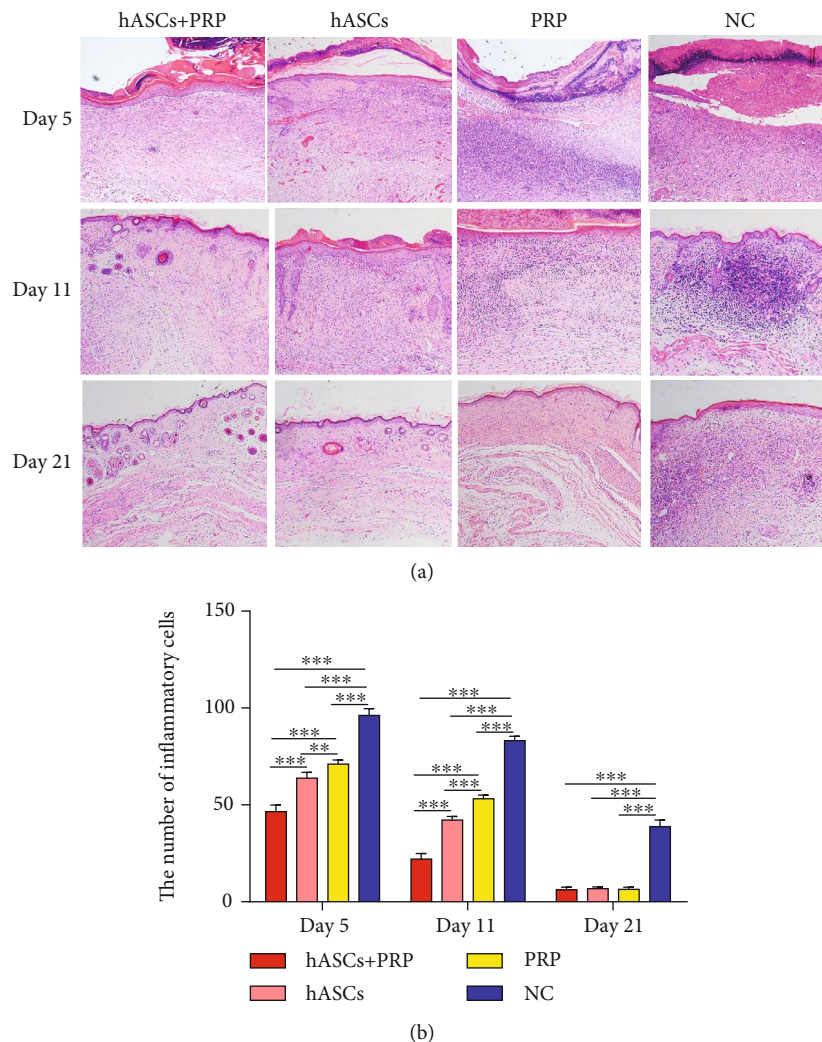 hASCs+PRP hASCs PRP NC
Day 5
Day 11
Day 21
(a)
The number of inflammatory cells
150
100
50
0
***
***
***
***
**
***
***
***
***
***
***
***
***
***
***
Day 5 Day 11 Day 21
hASCs+PRP PRP
hASCs NC
(b)